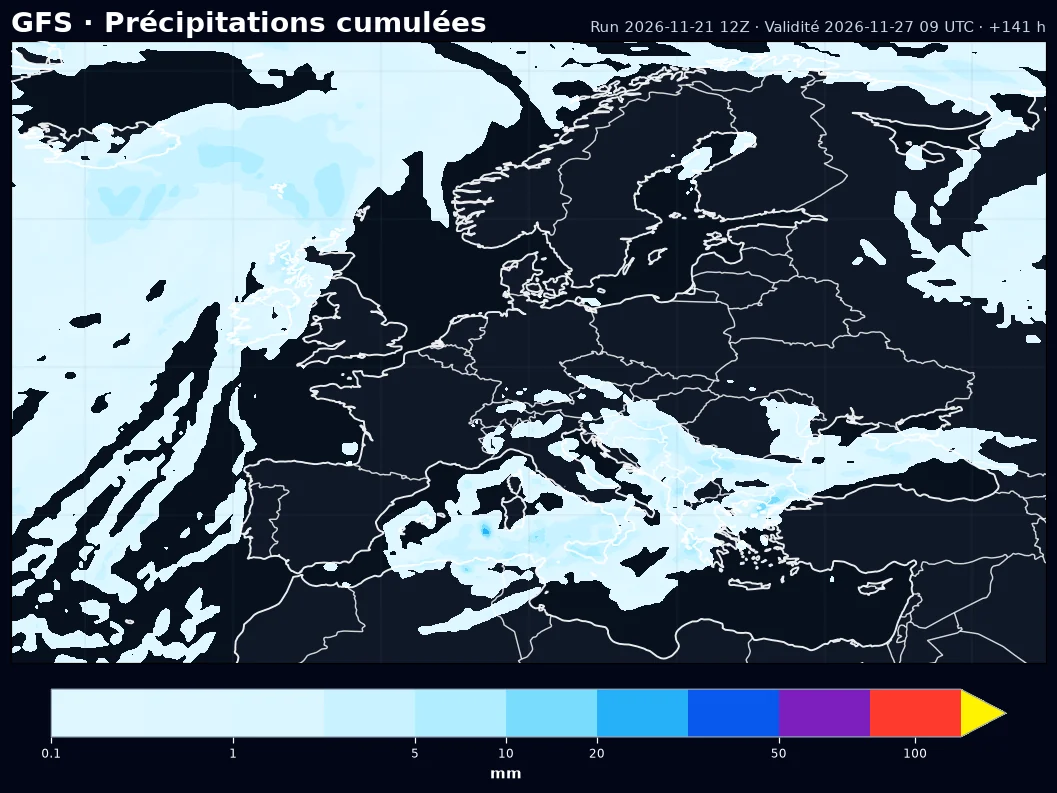 GFS · Précipitations cumulées
Run 2026-11-21 12Z · Validité 2026-11-27 09 UTC · +141 h
0.1 1 5 10 20 50 100
mm